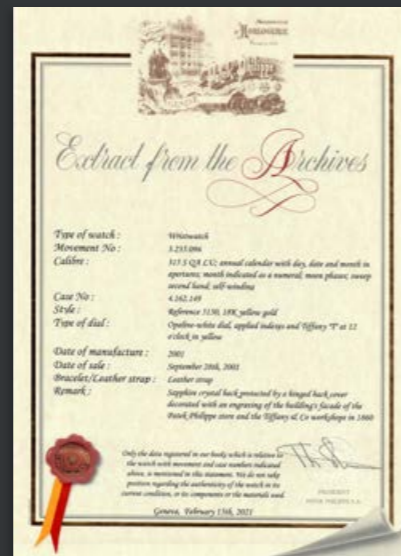 Extract from the Archives
Type of watch : Wristwatch
Movement No : 3.235.096
Calibre : 315 S QA LU; annual calendar with day, date and month in
apertures; month indicated as a numeral; moon phases; sweep
second hand; self-winding
Case No : 4.162.149
Style : Reference 5150, 18K yellow gold
Type of dial : Opaline-white dial, applied indexes and Tiffany "T" at 12
o'clock in yellow
Date of manufacture : 2001
Date of sale : September 28th, 2001
Bracelet/Leather strap : Leather strap
Remark : Sapphire crystal back protected by a hinged back cover
decorated with an engraving of the building's facade of the
Patek Philippe store and the Tiffany & Co workshops in 1860
Only the data registered in our books which is relative to
the watch with movement and case numbers indicated
above, is mentioned in this statement. We do not take
position regarding the authenticity of the watch in its
current condition, or its components or the materials used.
PRESIDENT
PATEK PHILIPPE S.A.
Geneva, February 15th, 2021